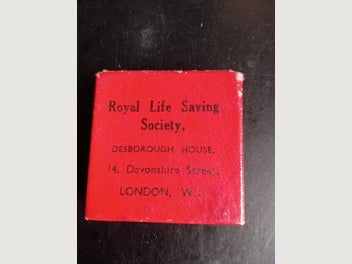 Royal Life Saving
Society,
DESBOROUGH HOUSE,
14, Devonshire Street,
LONDON,